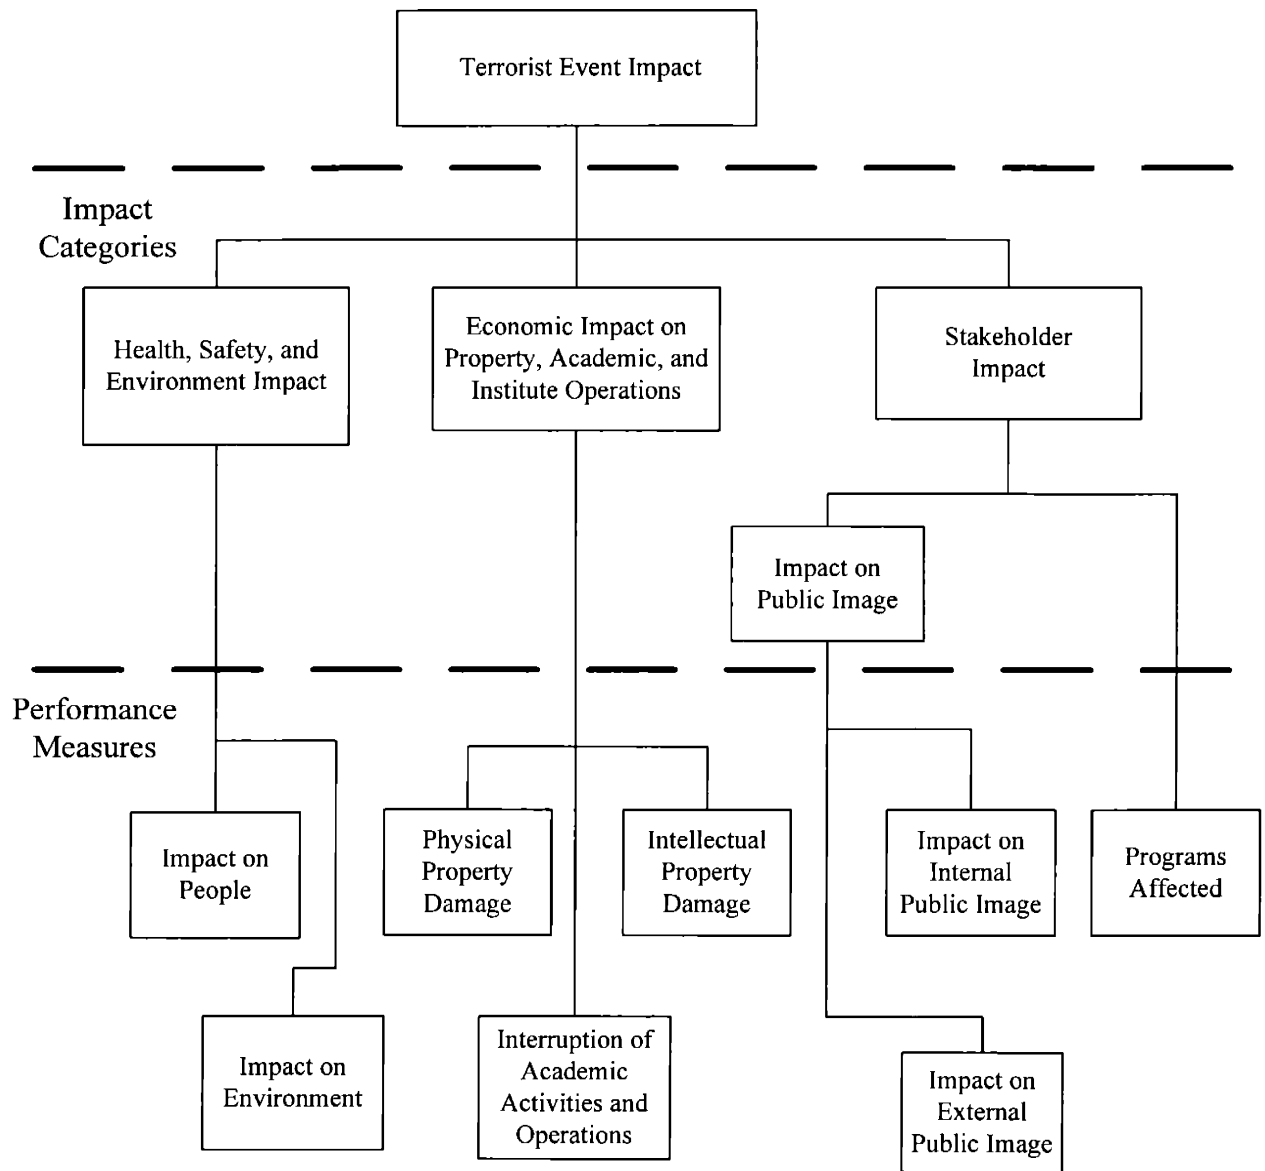 Terrorist Event Impact
Impact
Categories
Health, Safety, and
Environment Impact
Economic Impact on
Property, Academic, and
Institute Operations
Stakeholder
Impact
Impact on
Public Image
Performance
Measures
Impact on
People
Physical
Property
Damage
Intellectual
Property
Damage
Impact on
Internal
Public Image
Programs
Affected
Impact on
Environment
Interruption of
Academic
Activities and
Operations
Impact on
External
Public Image